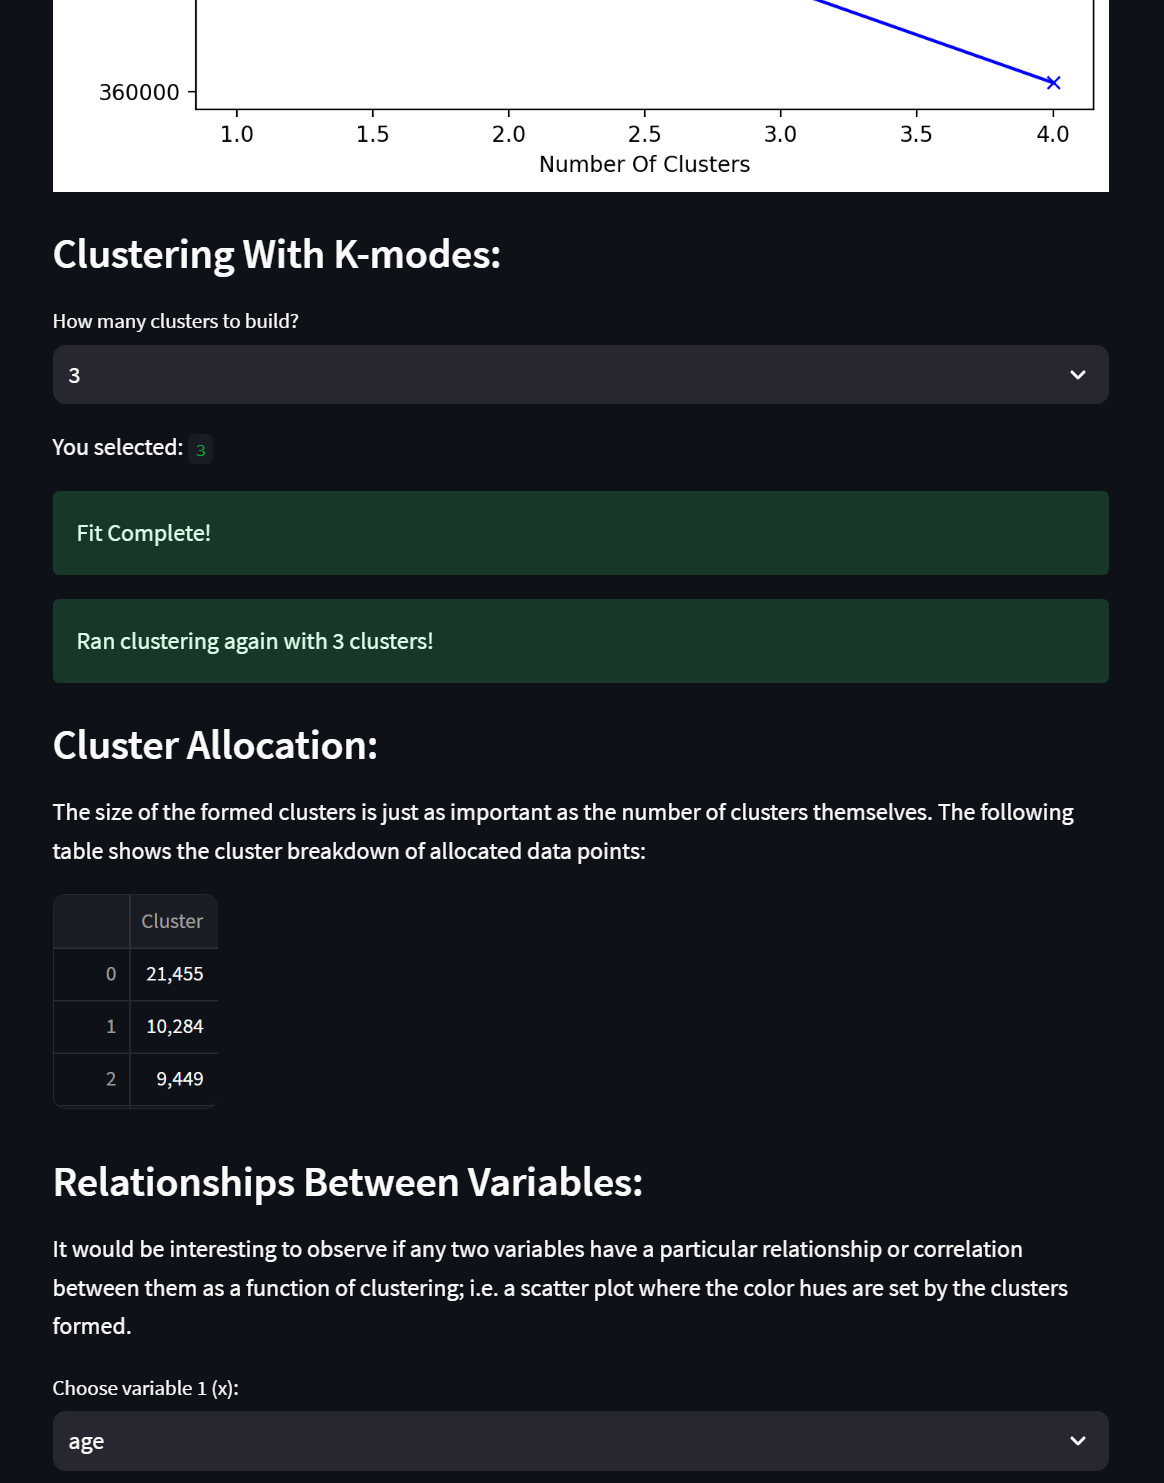 360000
1.0 1.5 2.0 2.5 3.0 3.5 4.0
Number Of Clusters
Clustering With K-modes:
How many clusters to build?
3
You selected: 3
Fit Complete!
Ran clustering again with 3 clusters!
Cluster Allocation:
The size of the formed clusters is just as important as the number of clusters themselves. The following
table shows the cluster breakdown of allocated data points:
Cluster
0 21,455
1 10,284
2 9,449
Relationships Between Variables:
It would be interesting to observe if any two variables have a particular relationship or correlation
between them as a function of clustering; i.e. a scatter plot where the color hues are set by the clusters
formed.
Choose variable 1 (x):
age